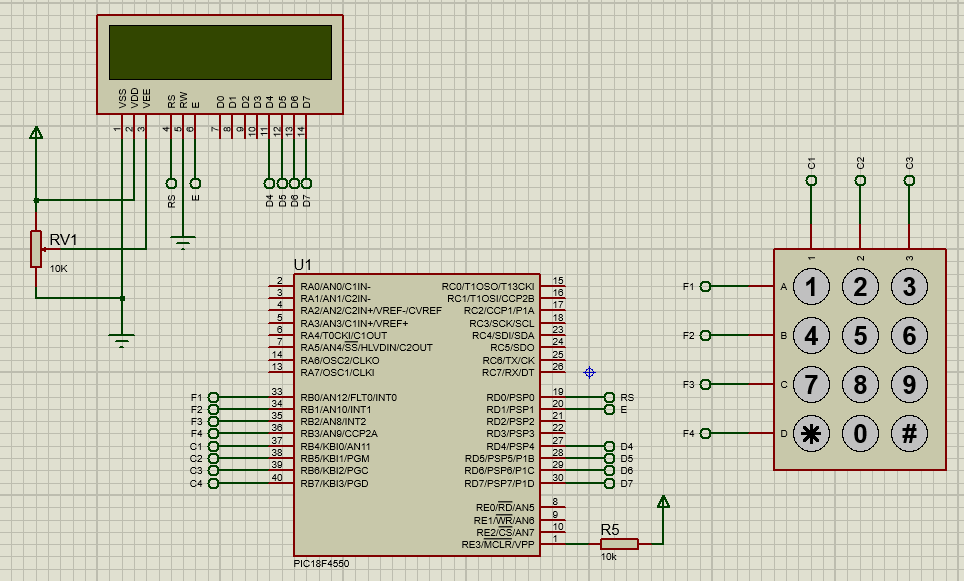 VSS VDD VEE RS RW E D0 D1 D2 D3 D4 D5 D6 D7
1 2 3 4 5 6 7 8 9 10 11 12 13 14
RS E D4 D5 D6 D7
RV1
10K
U1
2 RA0/AN0/C1IN- RC0/T1OSO/T13CKI 15
3 RA1/AN1/C2IN- RC1/T1OSI/CCP2B 16
4 RA2/AN2/C2IN+/VREF-/CVREF RC2/CCP1/P1A 17
5 RA3/AN3/C1IN+/VREF+ RC3/SCK/SCL 18
6 RA4/T0CKI/C1OUT RC4/SDI/SDA 23
7 RA5/AN4/SS/HLVDIN/C2OUT RC5/SDO 24
14 RA6/OSC2/CLKO RC6/TX/CK 25
13 RA7/OSC1/CLKI RC7/RX/DT 26
F1 33 RB0/AN12/FLT0/INT0 RD0/PSP0 19 RS
F2 34 RB1/AN10/INT1 RD1/PSP1 20 E
F3 35 RB2/AN8/INT2 RD2/PSP2 21
F4 36 RB3/AN9/CCP2A RD3/PSP3 22
C1 37 RB4/KBI0/AN11 RD4/PSP4 27 D4
C2 38 RB5/KBI1/PGM RD5/PSP5/P1B 28 D5
C3 39 RB6/KBI2/PGC RD6/PSP6/P1C 29 D6
C4 40 RB7/KBI3/PGD RD7/PSP7/P1D 30 D7
RE0/RD/AN5 8
RE1/WR/AN6 9
RE2/CS/AN7 10
RE3/MCLR/VPP 1
PIC18F4550
R5
10k
C1 C2 C3
1 2 3
F1 A 1 2 3
F2 B 4 5 6
F3 C 7 8 9
F4 D * 0 #